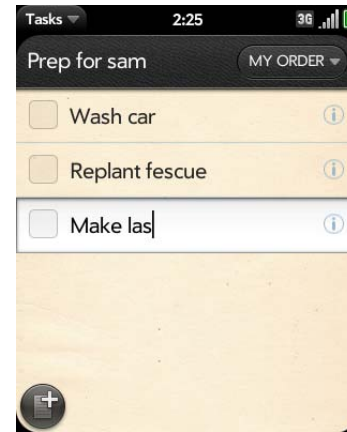 Tasks 2:25 3G
Prep for sam MY ORDER
Wash car
Replant fescue
Make las